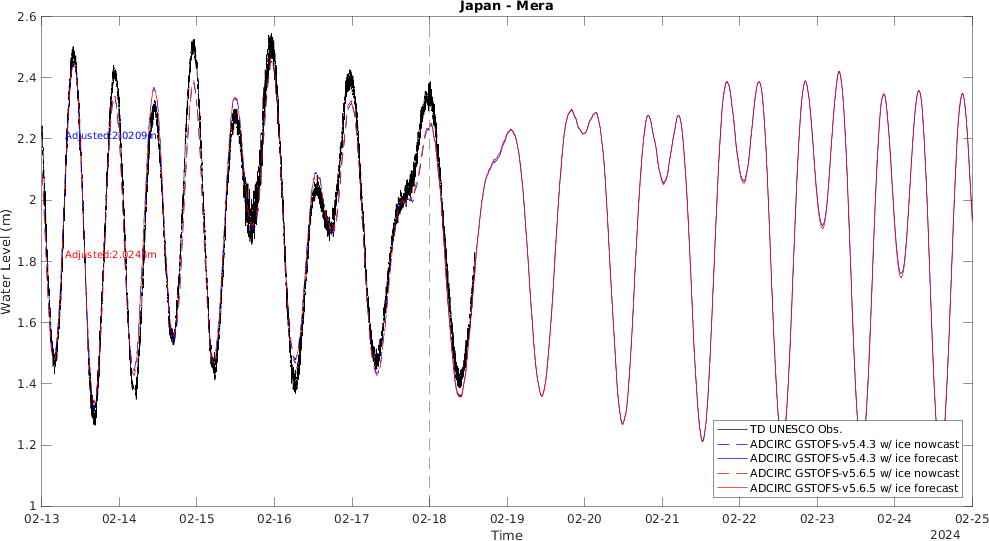 Japan - Mera
2.6
2.4
2.2
2
1.8
1.6
1.4
1.2
1
Water Level (m)
Adjusted:2.0209m
Adjusted:2.0243m
TD UNESCO Obs.
ADCIRC GSTOFS-v5.4.3 w/ ice nowcast
ADCIRC GSTOFS-v5.4.3 w/ ice forecast
ADCIRC GSTOFS-v5.6.5 w/ ice nowcast
ADCIRC GSTOFS-v5.6.5 w/ ice forecast
02-13 02-14 02-15 02-16 02-17 02-18 02-19 02-20 02-21 02-22 02-23 02-24 02-25
Time
2024